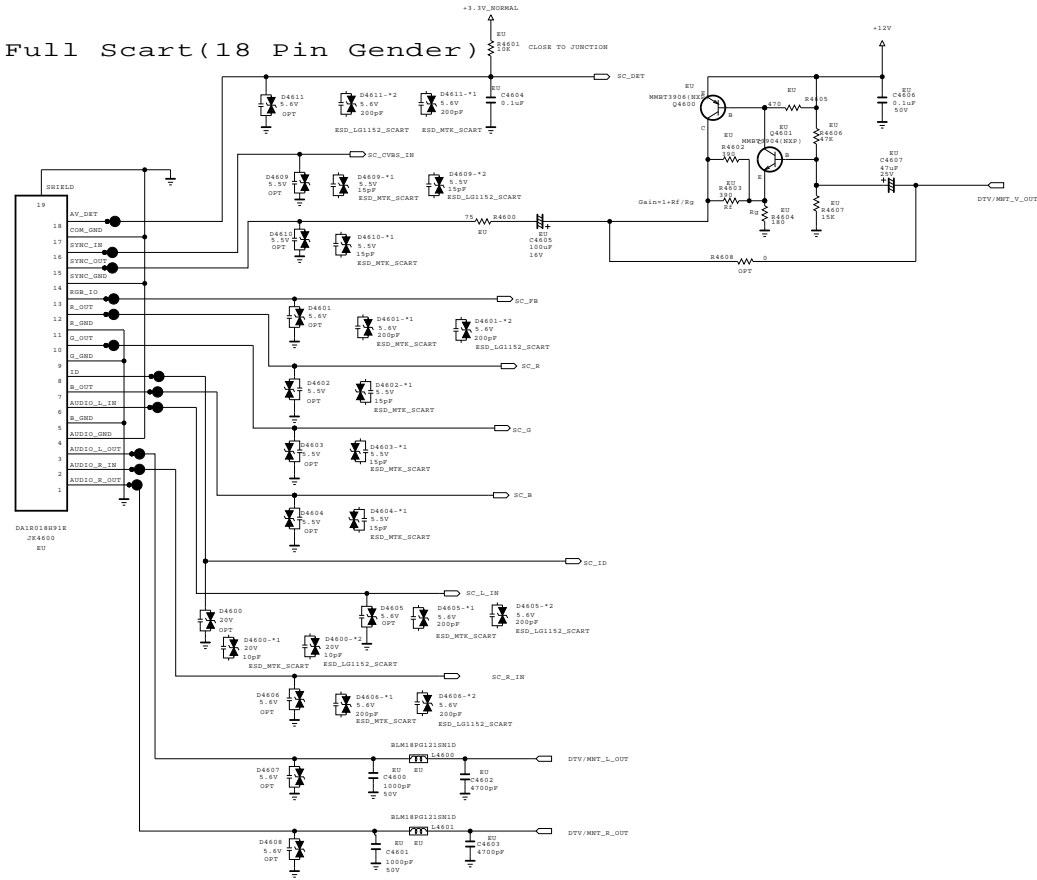 Full Scart(18 Pin Gender)
+3.3V_NORMAL
EU
R4601
10K
CLOSE TO JUNCTION
SC_DET
D4611
5.6V
OPT
D4611-*2
5.6V
200pF
ESD_LG1152_SCART
D4611-*1
5.6V
200pF
ESD_MTK_SCART
EU
C4604
0.1uF
+12V
EU
MMBT3906(NXP)
Q4600
E
B
C
EU
470
R4605
EU
Q4601
MMBT3904(NXP)
C
B
E
EU
R4606
47K
EU
C4606
0.1uF
50V
EU
C4607
47uF
25V
EU
R4602
390
EU
R4603
390
Rf
Gain=1+Rf/Rg
Rg
EU
R4604
180
EU
R4607
15K
DTV/MNT_V_OUT
R4608
0
OPT
SC_CVBS_IN
D4609
5.5V
OPT
D4609-*1
5.5V
15pF
ESD_MTK_SCART
D4609-*2
5.5V
15pF
ESD_LG1152_SCART
D4610
5.5V
OPT
D4610-*1
5.5V
15pF
ESD_MTK_SCART
75
R4600
EU
EU
C4605
100uF
16V
SHIELD
19
AV_DET
18
COM_GND
17
SYNC_IN
16
SYNC_OUT
15
SYNC_GND
14
RGB_IO
13
R_OUT
12
R_GND
11
G_OUT
10
G_GND
9
ID
8
B_OUT
7
AUDIO_L_IN
6
B_GND
5
AUDIO_GND
4
AUDIO_L_OUT
3
AUDIO_R_IN
2
AUDIO_R_OUT
1
DA1R018H91E
JK4600
EU
SC_FB
D4601
5.6V
OPT
D4601-*1
5.6V
200pF
ESD_MTK_SCART
D4601-*2
5.6V
200pF
ESD_LG1152_SCART
SC_R
D4602
5.5V
OPT
D4602-*1
5.5V
15pF
ESD_MTK_SCART
SC_G
D4603
5.5V
OPT
D4603-*1
5.5V
15pF
ESD_MTK_SCART
SC_B
D4604
5.5V
OPT
D4604-*1
5.5V
15pF
ESD_MTK_SCART
SC_ID
SC_L_IN
D4600
20V
OPT
D4600-*1
20V
10pF
ESD_MTK_SCART
D4600-*2
20V
10pF
ESD_LG1152_SCART
D4605
5.6V
OPT
D4605-*1
5.6V
200pF
ESD_MTK_SCART
D4605-*2
5.6V
200pF
ESD_LG1152_SCART
SC_R_IN
D4606
5.6V
OPT
D4606-*1
5.6V
200pF
ESD_MTK_SCART
D4606-*2
5.6V
200pF
ESD_LG1152_SCART
BLM18PG121SN1D
L4600
EU
DTV/MNT_L_OUT
D4607
5.6V
OPT
EU
C4600
1000pF
50V
EU
C4602
4700pF
BLM18PG121SN1D
L4601
EU
DTV/MNT_R_OUT
D4608
5.6V
OPT
EU
C4601
1000pF
50V
EU
C4603
4700pF